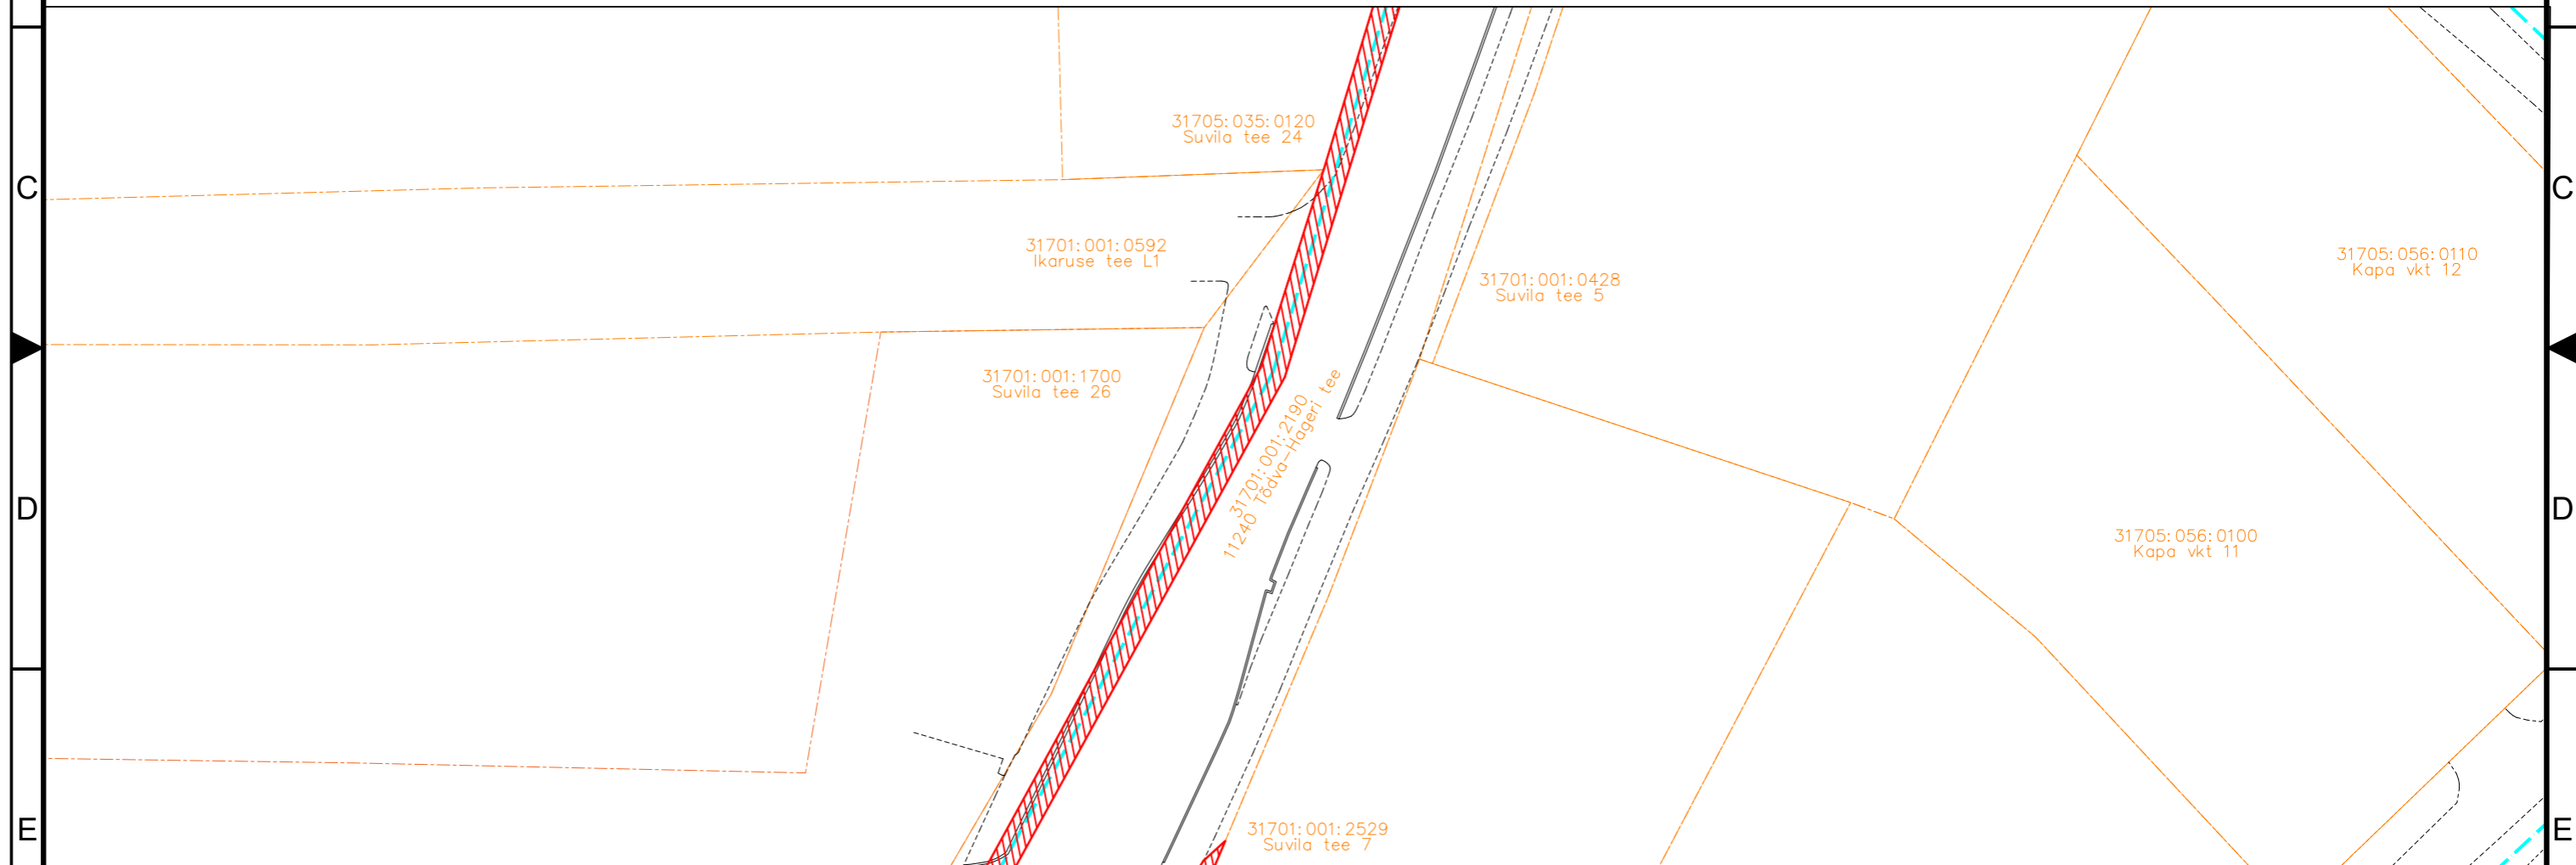 31705:035:0120
Suvila tee 24
C
C
31701:001:0592
Ikaruse tee L1
31705:056:0110
Kapa vkt 12
31701:001:0428
Suvila tee 5
31701:001:1700
Suvila tee 26
31701:001:2190
11240 Tõdva-Hageri tee
D
D
31705:056:0100
Kapa vkt 11
E
E
31701:001:2529
Suvila tee 7